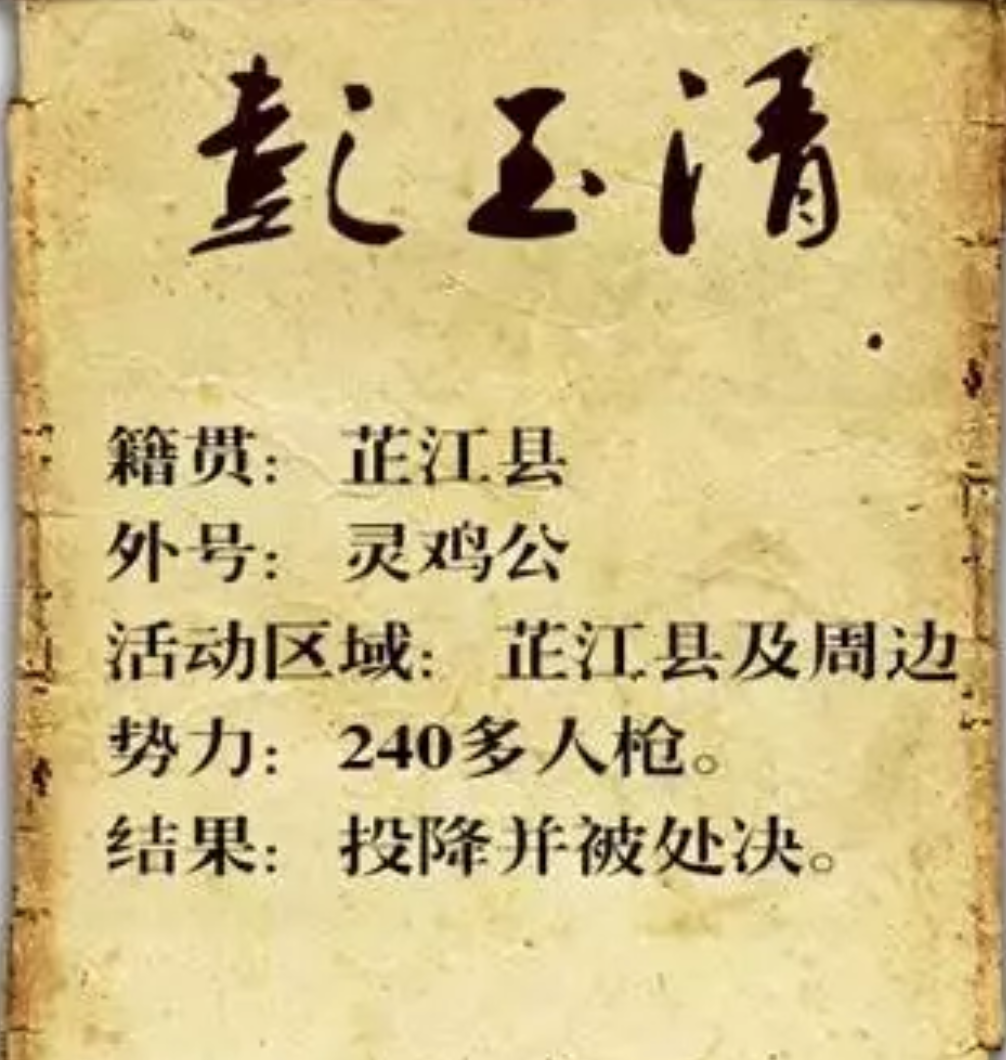 彭玉清
籍贯：芷江县
外号：灵鸡公
活动区域：芷江县及周边
势力：240多人枪。
结果：投降并被处决。